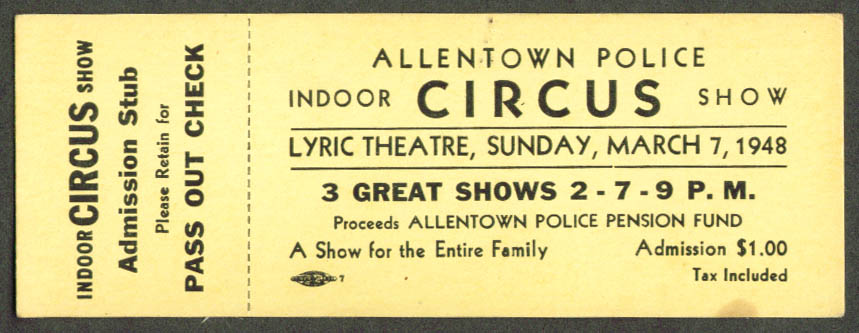 INDOOR CIRCUS SHOW
Admission Stub
Please Retain for
PASS OUT CHECK
ALLENTOWN POLICE
INDOOR CIRCUS SHOW
LYRIC THEATRE, SUNDAY, MARCH 7, 1948
3 GREAT SHOWS 2 - 7 - 9 P. M.
Proceeds ALLENTOWN POLICE PENSION FUND
A Show for the Entire Family Admission $1.00
7 Tax Included